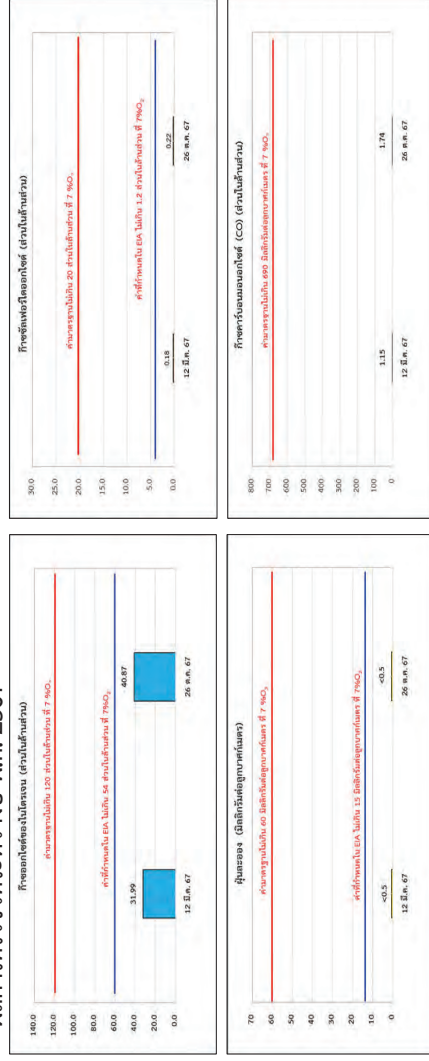 ก๊าซออกไซด์ของไนโตรเจน (ส่วนในล้านส่วน)
140.0
120.0
100.0
80.0
60.0
40.0
20.0
0.0
ค่ามาตรฐานไม่เกิน 120 ส่วนในล้านส่วน ที่ 7 %O₂
ค่าที่กำหนดใน EIA ไม่เกิน 54 ส่วนในล้านส่วน ที่ 7%O₂
31.99
40.87
12 มี.ค. 67
26 ต.ค. 67
ก๊าซซัลเฟอร์ไดออกไซด์ (ส่วนในล้านส่วน)
30.0
25.0
20.0
15.0
10.0
5.0
0.0
ค่ามาตรฐานไม่เกิน 20 ส่วนในล้านส่วน ที่ 7 %O₂
ค่าที่กำหนดใน EIA ไม่เกิน 1.2 ส่วนในล้านส่วน ที่ 7%O₂
0.18
0.22
12 มี.ค. 67
26 ต.ค. 67
ฝุ่นละออง (มิลลิกรัมต่อลูกบาศก์เมตร)
70
60
50
40
30
20
10
0
ค่ามาตรฐานไม่เกิน 60 มิลลิกรัมต่อลูกบาศก์เมตร ที่ 7 %O₂
ค่าที่กำหนดใน EIA ไม่เกิน 15 มิลลิกรัมต่อลูกบาศก์เมตร ที่ 7%O₂
<0.5
<0.5
12 มี.ค. 67
26 ต.ค. 67
ก๊าซคาร์บอนมอนอกไซด์ (CO) (ส่วนในล้านส่วน)
800
700
600
500
400
300
200
100
0
ค่ามาตรฐานไม่เกิน 690 มิลลิกรัมต่อลูกบาศก์เมตร ที่ 7 %O₂
1.15
1.74
12 มี.ค. 67
26 ต.ค. 67